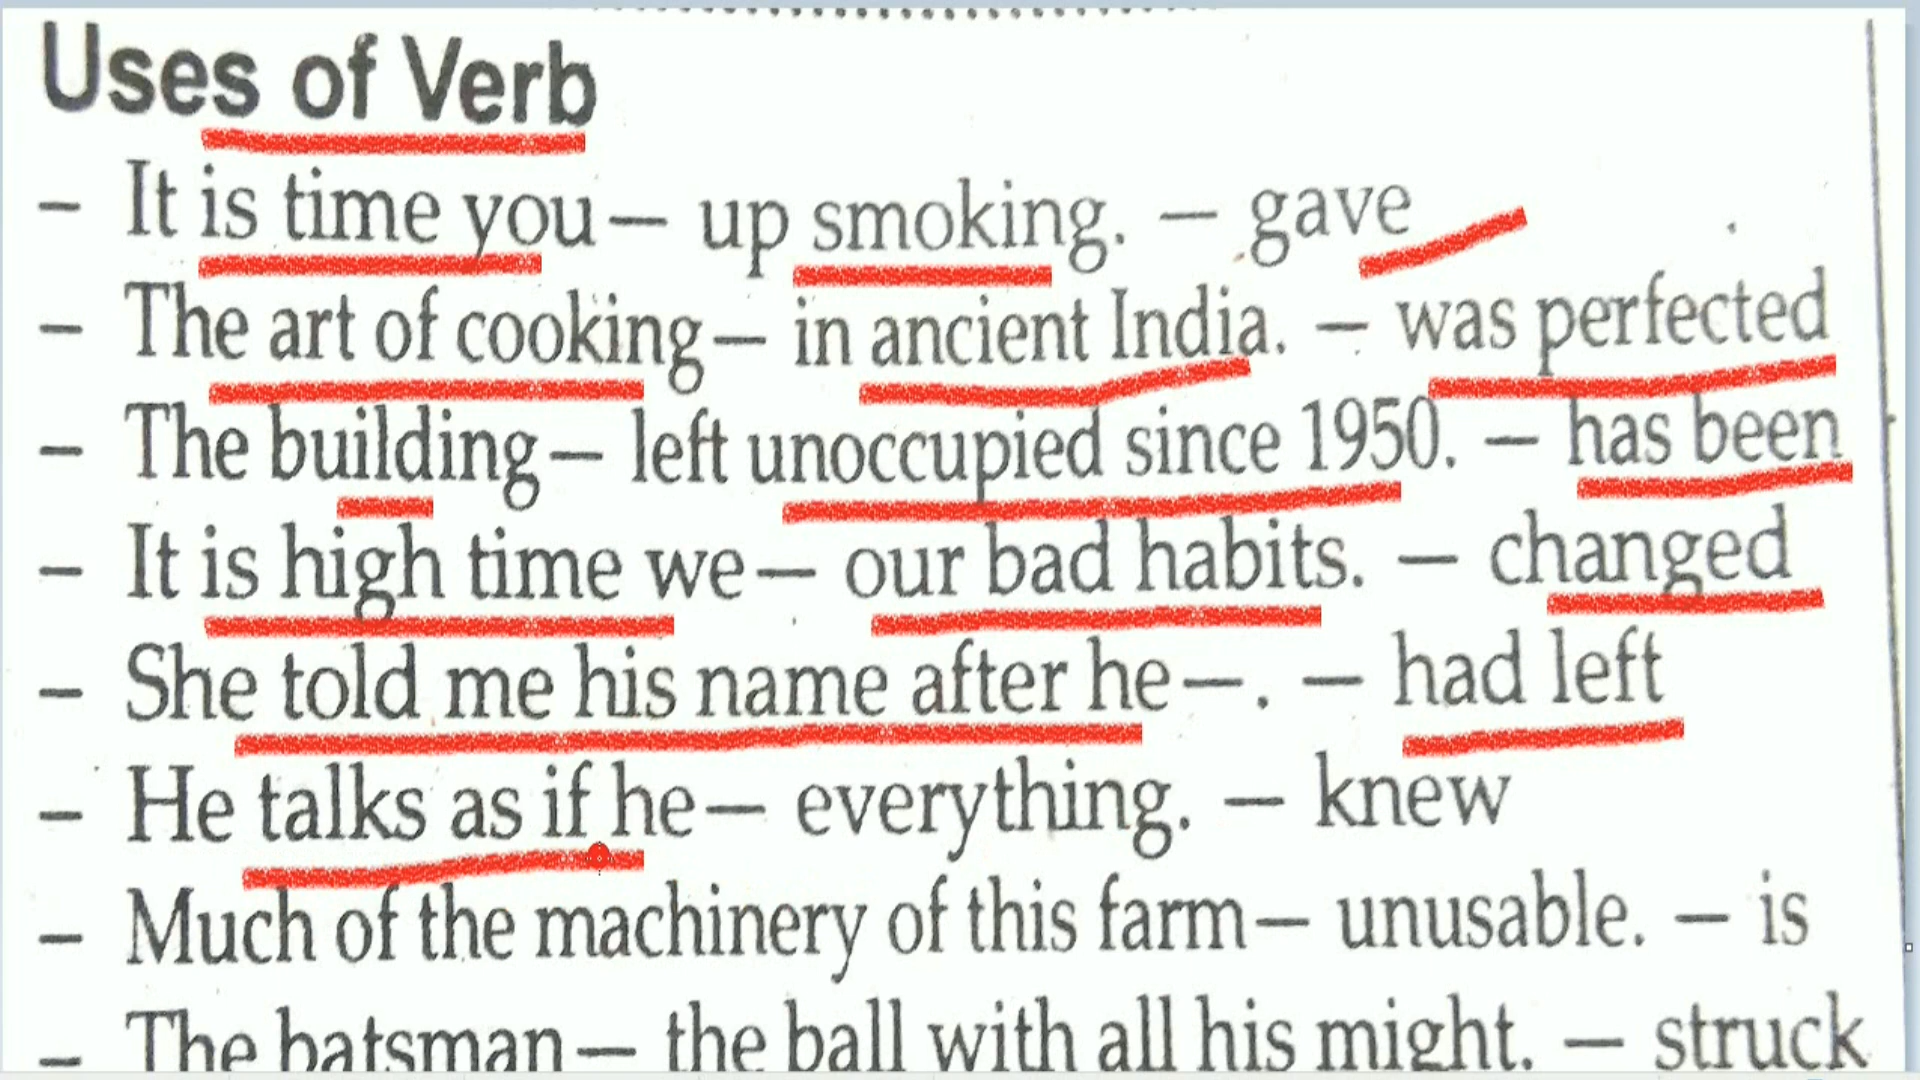 Uses of Verb
– It is time you— up smoking. — gave
– The art of cooking— in ancient India. — was perfected
– The building— left unoccupied since 1950. — has been
– It is high time we— our bad habits. — changed
– She told me his name after he—. — had left
– He talks as if he— everything. — knew
– Much of the machinery of this farm— unusable. — is
– The batsman— the ball with all his might. — struck